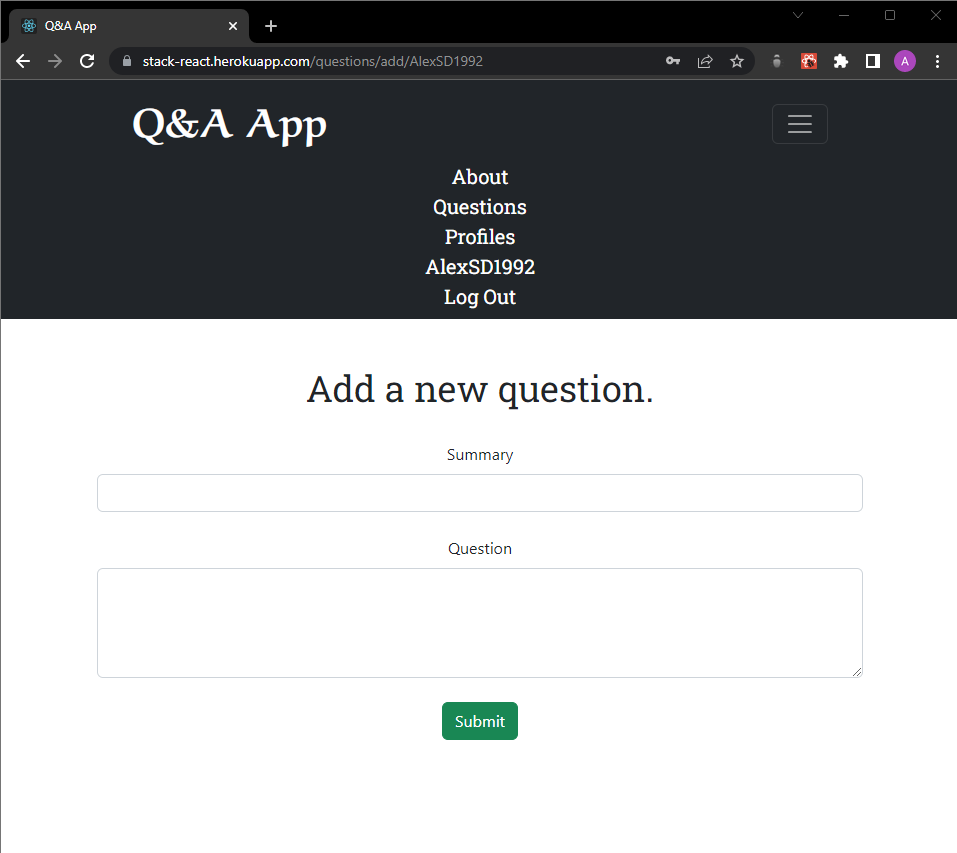 Q&A App
stack-react.herokuapp.com/questions/add/AlexSD1992
A
Q&A App
About
Questions
Profiles
AlexSD1992
Log Out
Add a new question.
Summary
Question
Submit